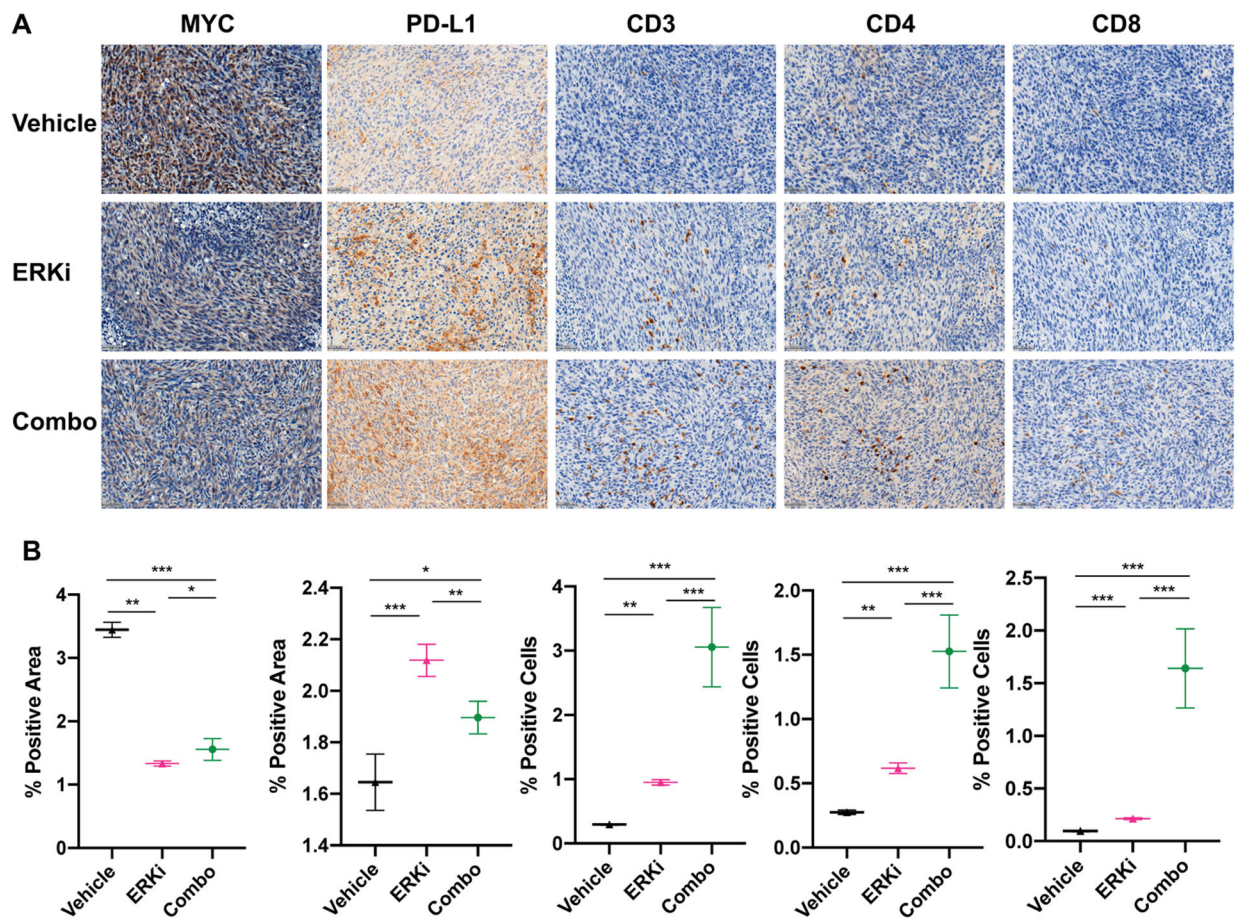 A
MYC PD-L1 CD3 CD4 CD8
Vehicle
ERKi
Combo
B
*** * *** *** ***
** * *** ** ** *** ** *** *** ***
% Positive Area
4
3
2
1
0
Vehicle ERKi Combo
% Positive Area
2.4
2.2
2.0
1.8
1.6
1.4
Vehicle ERKi Combo
% Positive Cells
4
3
2
1
0
Vehicle ERKi Combo
% Positive Cells
2.0
1.5
1.0
0.5
0.0
Vehicle ERKi Combo
% Positive Cells
2.5
2.0
1.5
1.0
0.5
0.0
Vehicle ERKi Combo